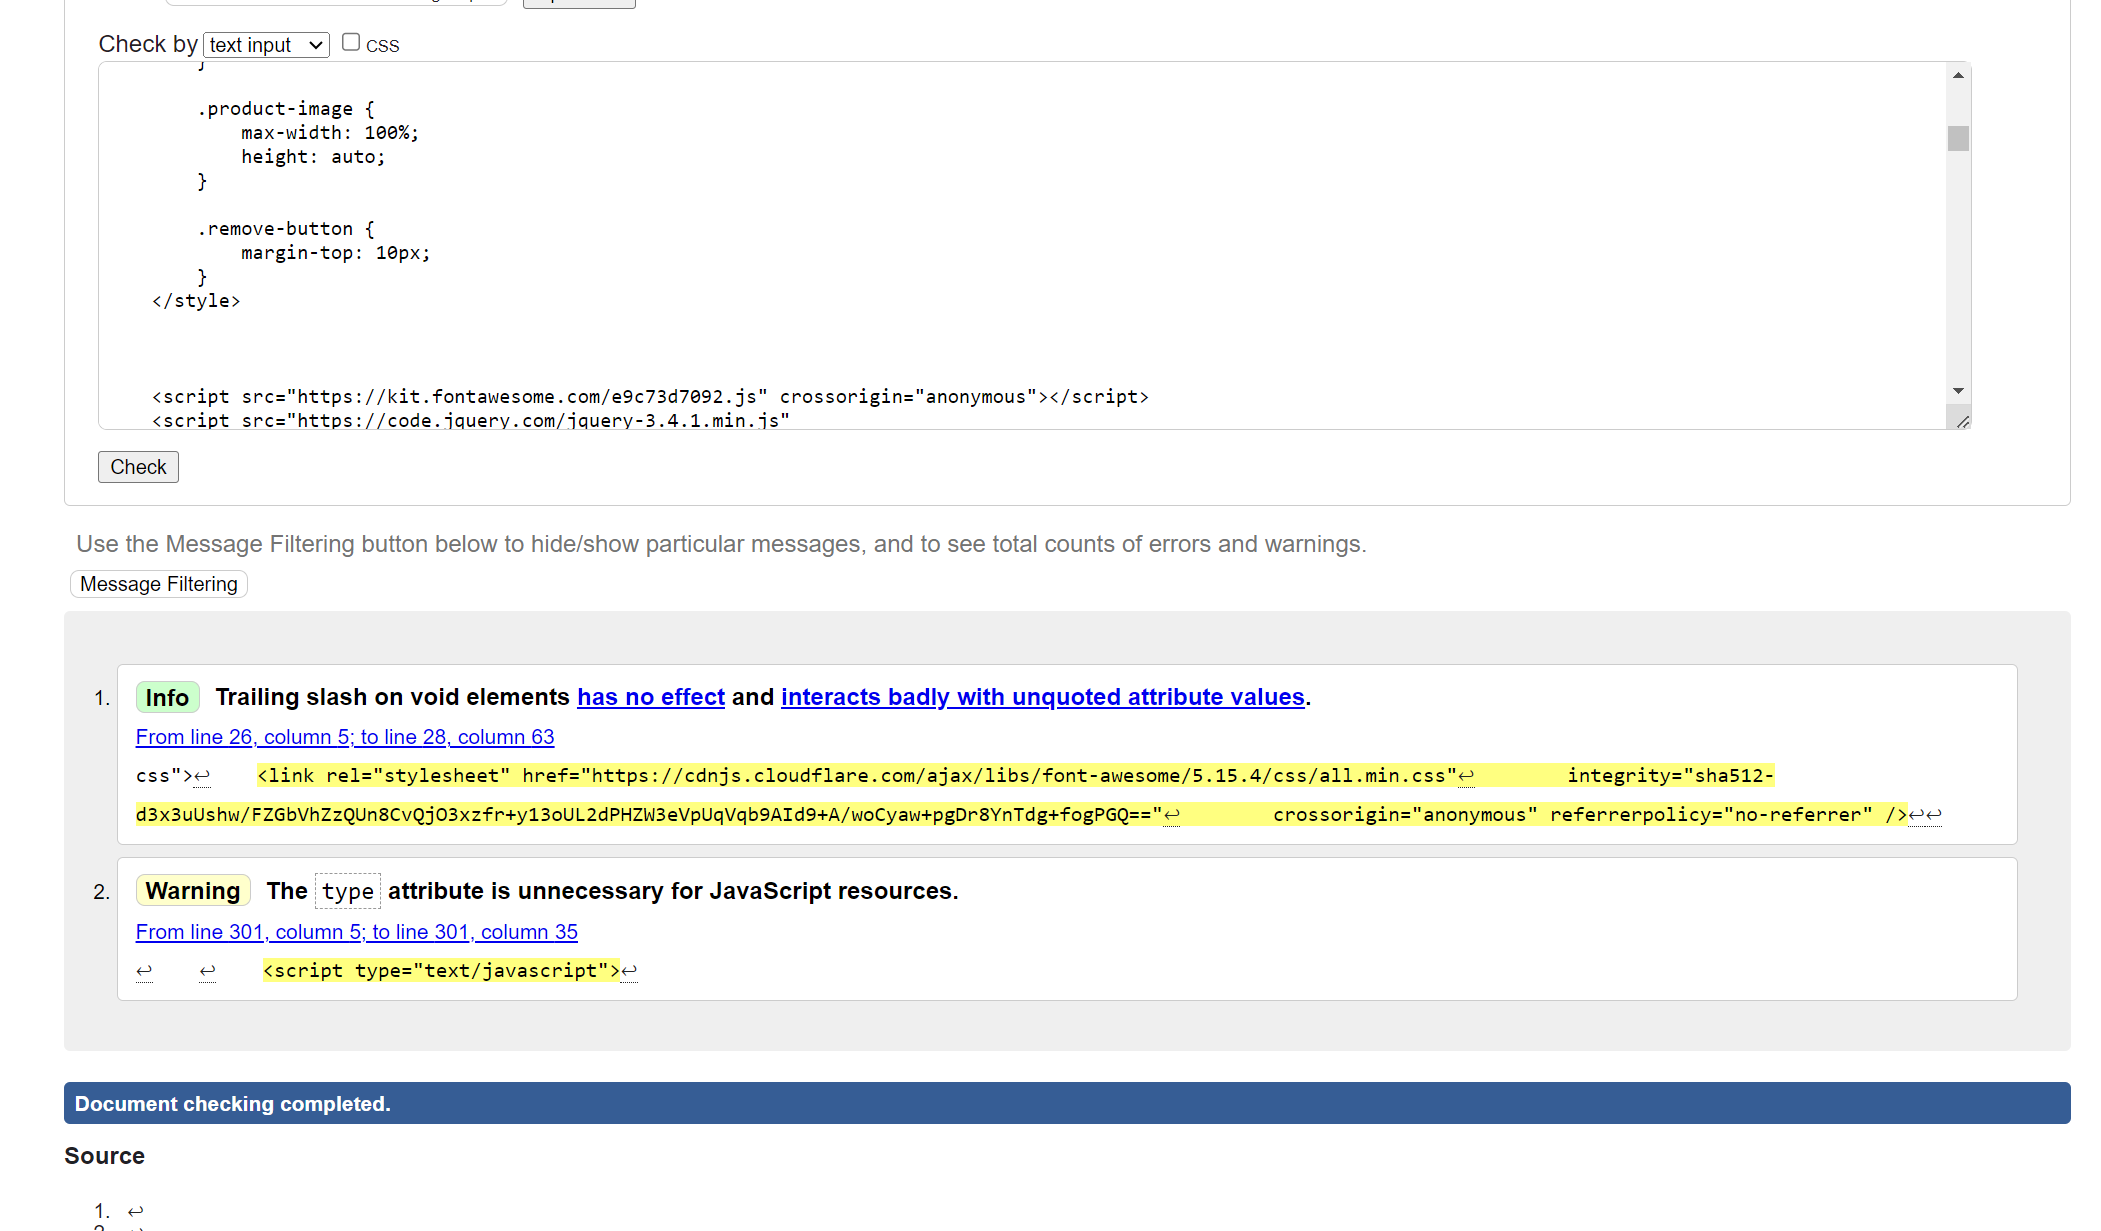 Check by text input CSS
}
.product-image {
max-width: 100%;
height: auto;
}
.remove-button {
margin-top: 10px;
}
</style>
<script src="https://kit.fontawesome.com/e9c73d7092.js" crossorigin="anonymous"></script>
<script src="https://code.jquery.com/jquery-3.4.1.min.js"
Check
Use the Message Filtering button below to hide/show particular messages, and to see total counts of errors and warnings.
Message Filtering
1. Info Trailing slash on void elements has no effect and interacts badly with unquoted attribute values.
From line 26, column 5; to line 28, column 63
css">↩ <link rel="stylesheet" href="https://cdnjs.cloudflare.com/ajax/libs/font-awesome/5.15.4/css/all.min.css"↩ integrity="sha512-
d3x3uUshw/FZGbVhZzQUn8CvQjO3xzfr+y13oUL2dPHZW3eVpUqVqb9AId9+A/woCyaw+pgDr8YnTdg+fogPGQ=="↩ crossorigin="anonymous" referrerpolicy="no-referrer" />↩↩
2. Warning The type attribute is unnecessary for JavaScript resources.
From line 301, column 5; to line 301, column 35
↩ ↩ <script type="text/javascript">↩
Document checking completed.
Source
1. ↩